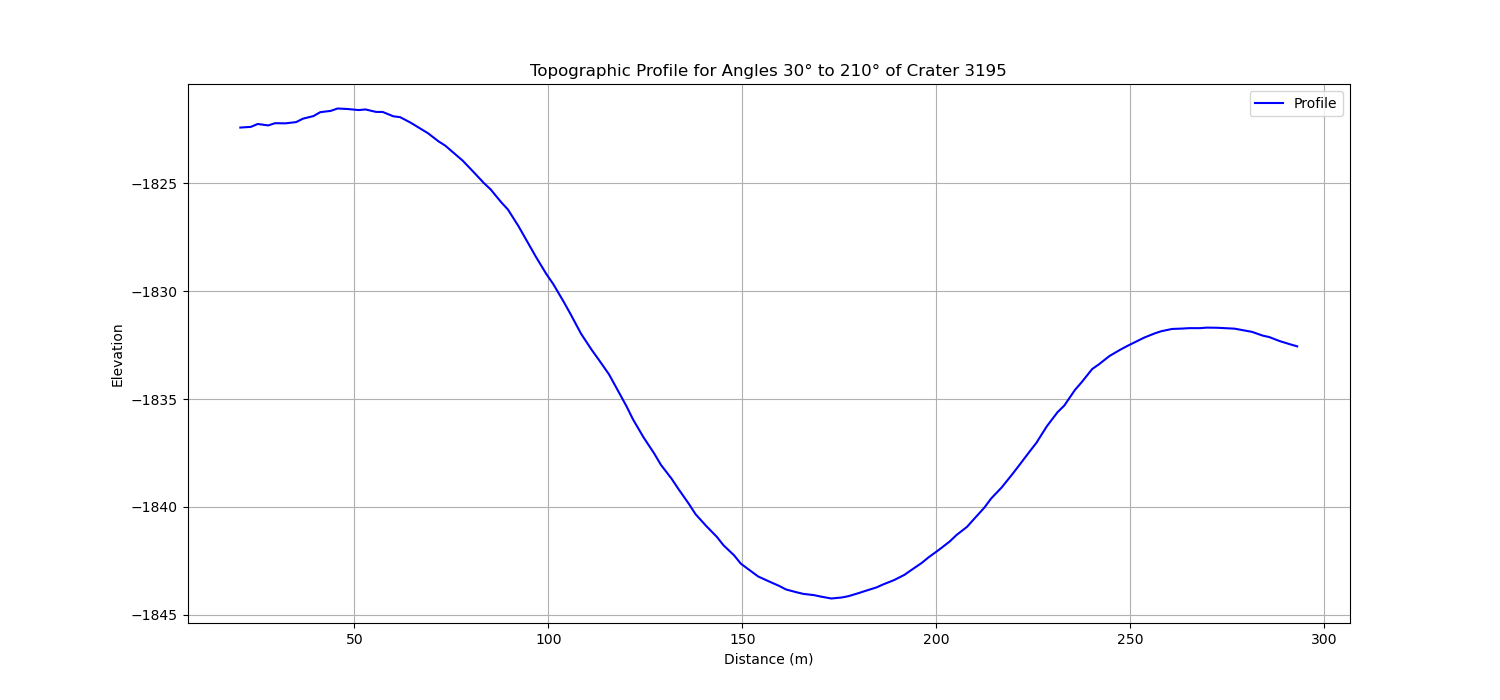 Topographic Profile for Angles 30° to 210° of Crater 3195
Profile
Elevation
−1825
−1830
−1835
−1840
−1845
50
100
150
200
250
300
Distance (m)